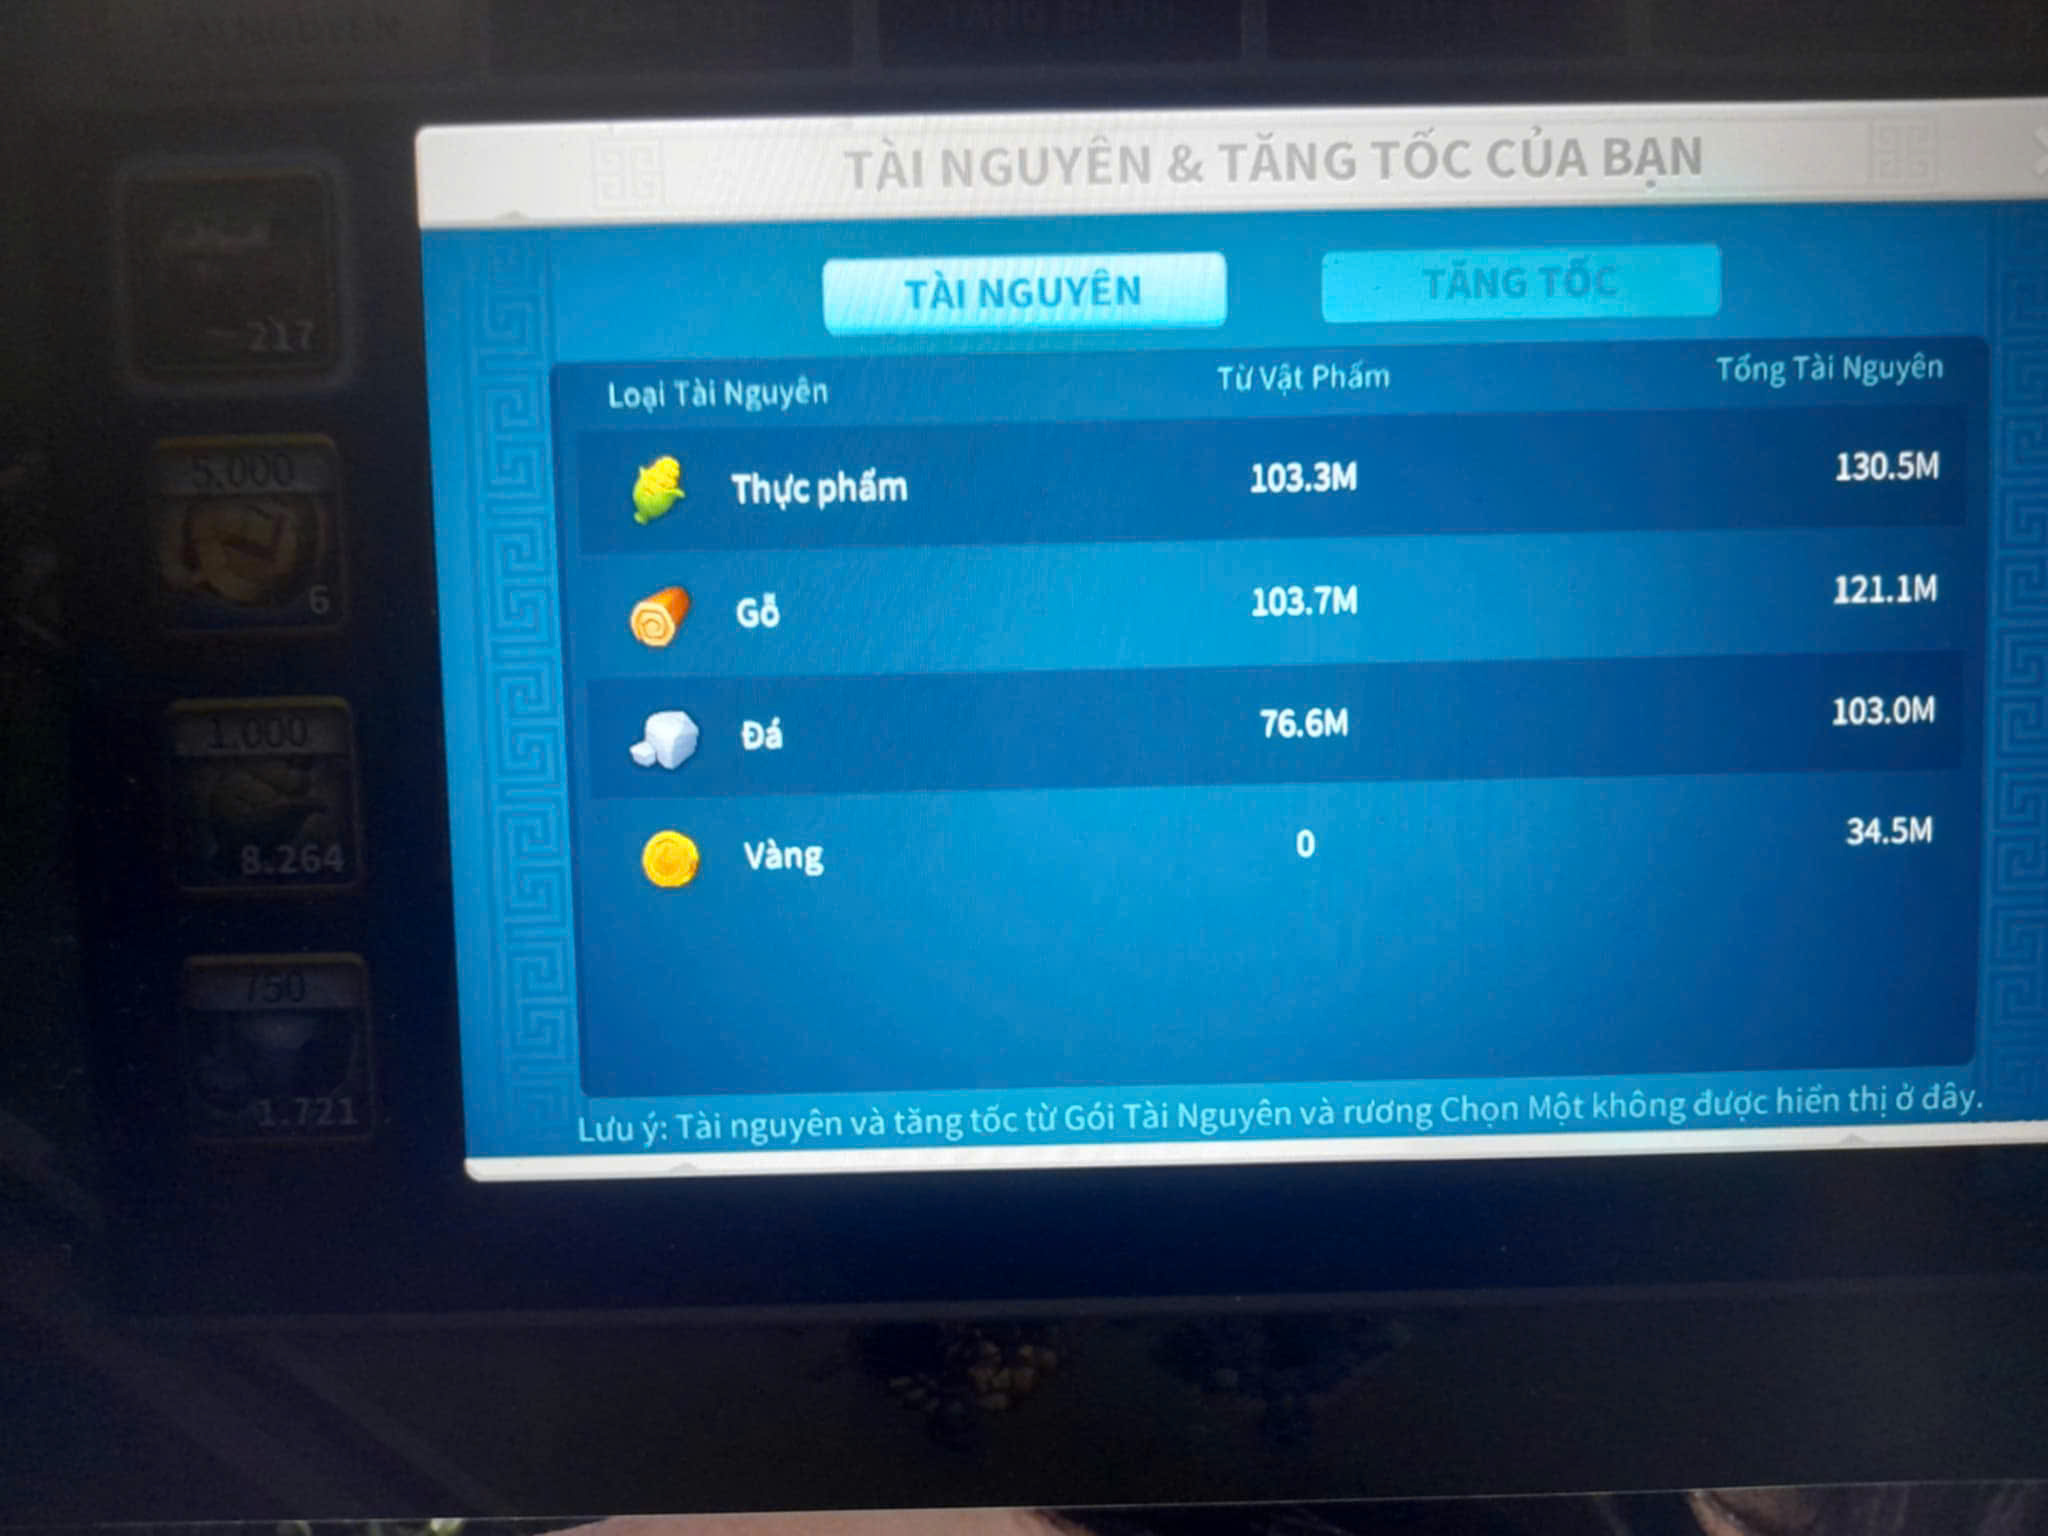 TÀI NGUYÊN & TĂNG TỐC CỦA BẠN
TÀI NGUYÊN
TĂNG TỐC
Loại Tài Nguyên Từ Vật Phẩm Tổng Tài Nguyên
Thực phẩm 103.3M 130.5M
Gỗ 103.7M 121.1M
Đá 76.6M 103.0M
Vàng 0 34.5M
Lưu ý: Tài nguyên và tăng tốc từ Gói Tài Nguyên và rương Chọn Một không được hiển thị ở đây.
217
5.000
6
1.000
8.264
750
1.721